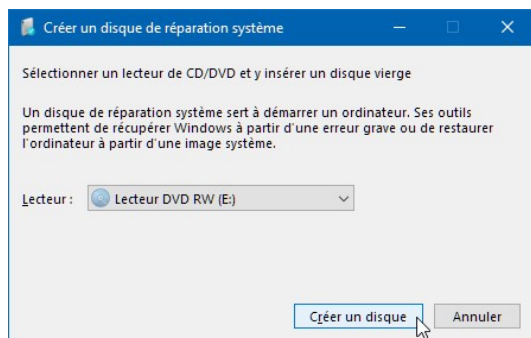 Créer un disque de réparation système
Sélectionner un lecteur de CD/DVD et y insérer un disque vierge
Un disque de réparation système sert à démarrer un ordinateur. Ses outils
permettent de récupérer Windows à partir d'une erreur grave ou de restaurer
l'ordinateur à partir d'une image système.
Lecteur : Lecteur DVD RW (E:)
Créer un disque Annuler